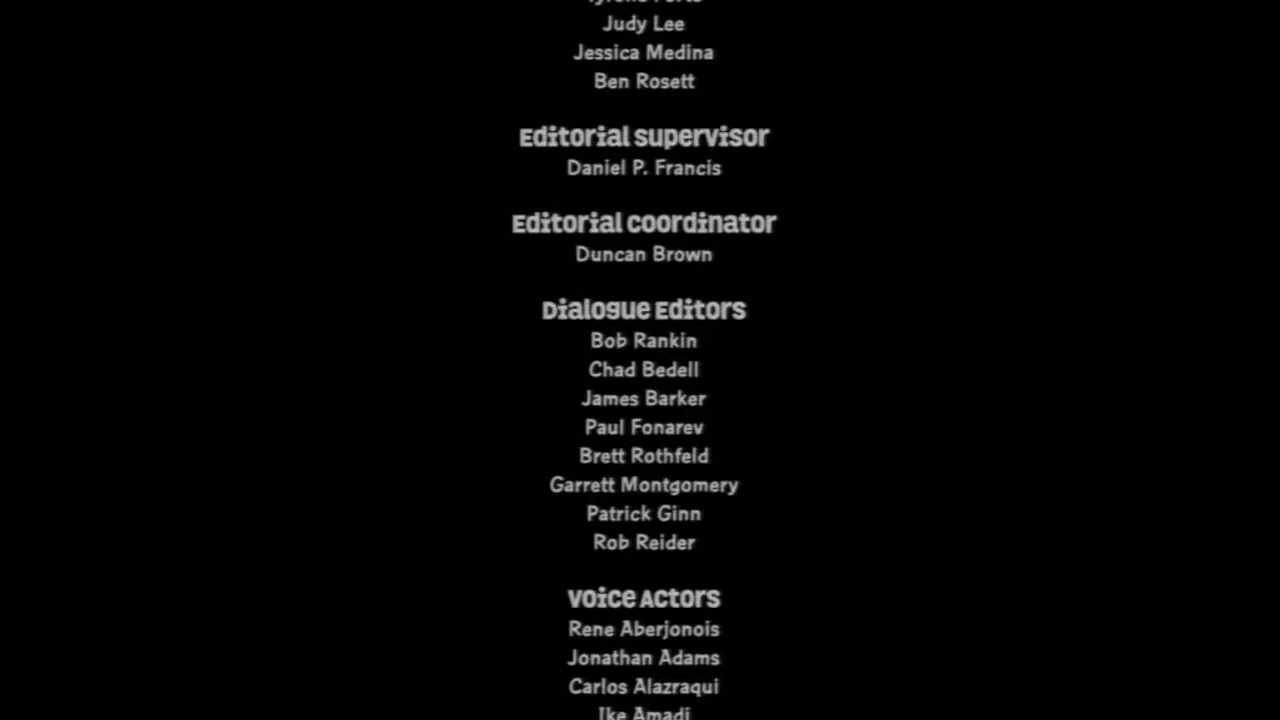 Judy Lee
Jessica Medina
Ben Rosett
Editorial supervisor
Daniel P. Francis
Editorial coordinator
Duncan Brown
Dialogue Editors
Bob Rankin
Chad Bedell
James Barker
Paul Fonarev
Brett Rothfeld
Garrett Montgomery
Patrick Ginn
Rob Reider
Voice Actors
Rene Aberjonois
Jonathan Adams
Carlos Alazraqui
Ike Amadi